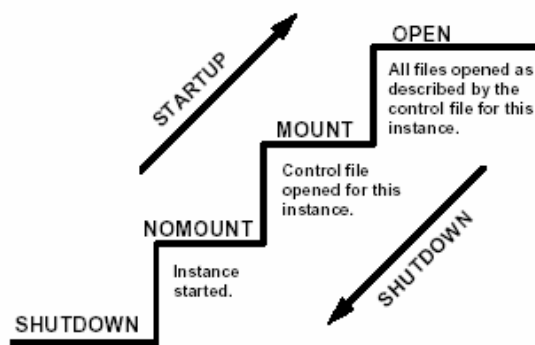 OPEN
All files opened as
described by the
control file for this
instance.
STARTUP
MOUNT
Control file
opened for this
instance.
NOMOUNT
Instance
started.
SHUTDOWN
SHUTDOWN